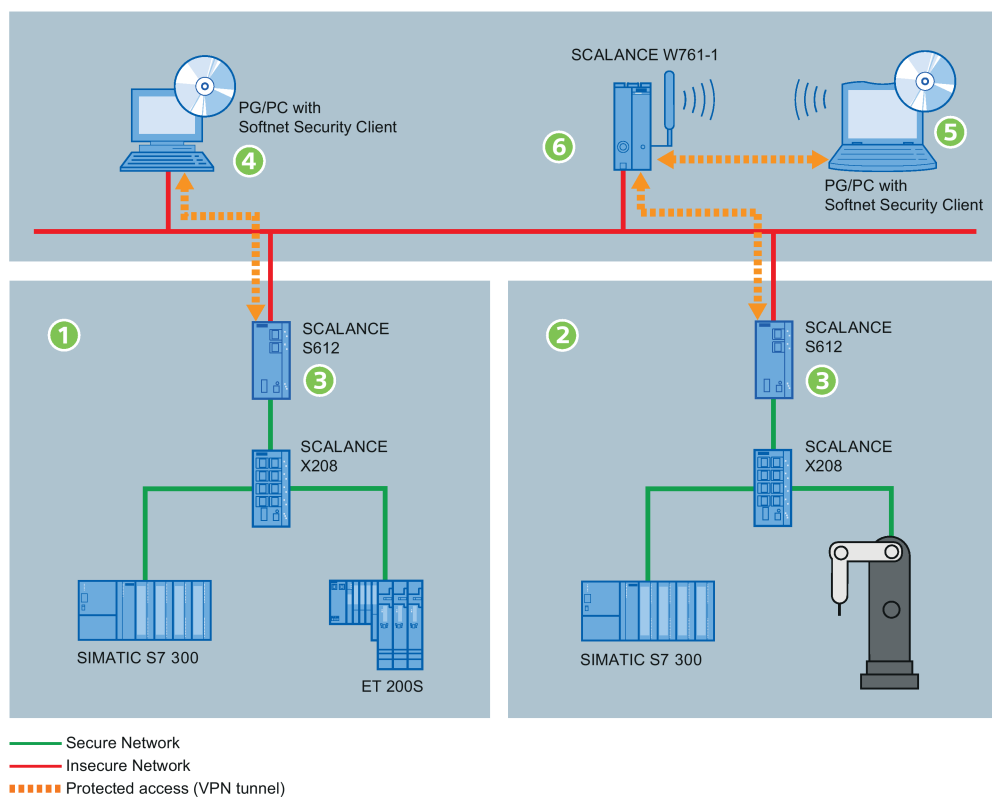 SCALANCE W761-1
PG/PC with
Softnet Security Client
4
6
5
PG/PC with
Softnet Security Client
1
SCALANCE
S612
3
2
SCALANCE
S612
3
SCALANCE
X208
SCALANCE
X208
SIMATIC S7 300
ET 200S
SIMATIC S7 300
Secure Network
Insecure Network
Protected access (VPN tunnel)